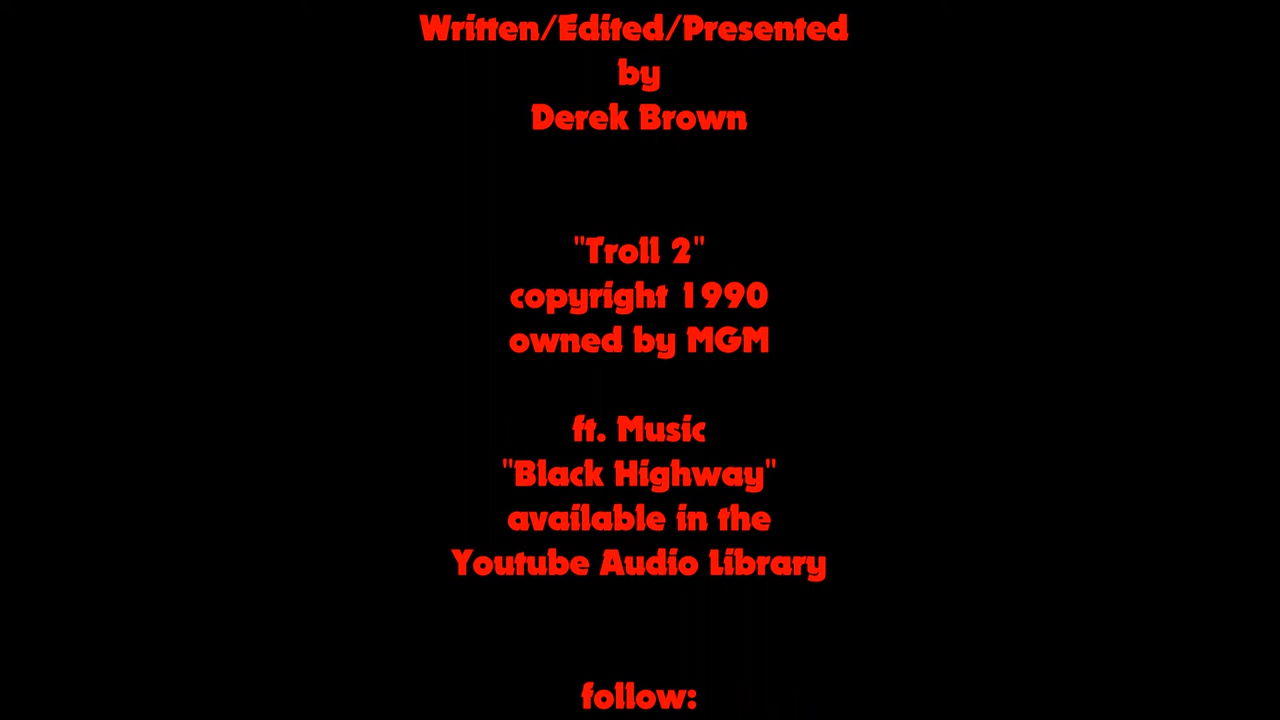 Written/Edited/Presented
by
Derek Brown
"Troll 2"
copyright 1990
owned by MGM
ft. Music
"Black Highway"
available in the
Youtube Audio Library
follow: